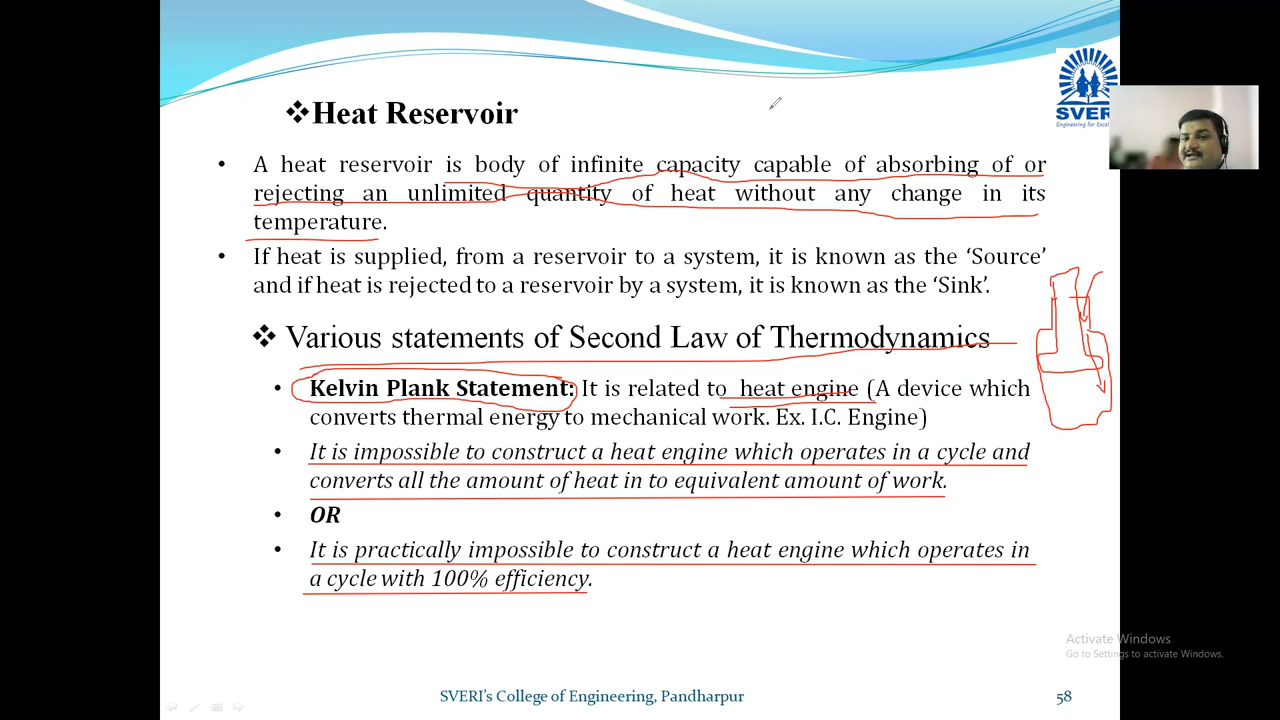 SVERI
Engineering for Excel
❖Heat Reservoir
• A heat reservoir is body of infinite capacity capable of absorbing of or
rejecting an unlimited quantity of heat without any change in its
temperature.
• If heat is supplied, from a reservoir to a system, it is known as the ‘Source’
and if heat is rejected to a reservoir by a system, it is known as the ‘Sink’.
❖ Various statements of Second Law of Thermodynamics
• Kelvin Plank Statement: It is related to heat engine (A device which
converts thermal energy to mechanical work. Ex. I.C. Engine)
• It is impossible to construct a heat engine which operates in a cycle and
converts all the amount of heat in to equivalent amount of work.
• OR
• It is practically impossible to construct a heat engine which operates in
a cycle with 100% efficiency.
Activate Windows
Go to Settings to activate Windows.
SVERI’s College of Engineering, Pandharpur 58